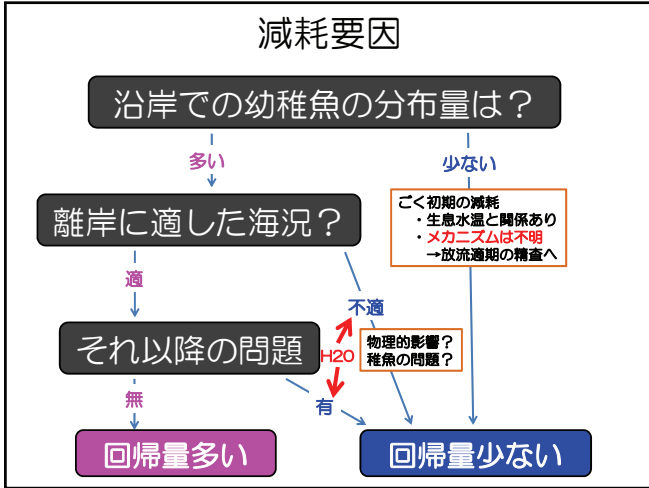 減耗要因
沿岸での幼稚魚の分布量は？
多い
少ない
ごく初期の減耗
・生息水温と関係あり
・メカニズムは不明
→放流適期の精査へ
離岸に適した海況？
適
不適
それ以降の問題
H20
物理的影響？
稚魚の問題？
無
有
回帰量多い
回帰量少ない